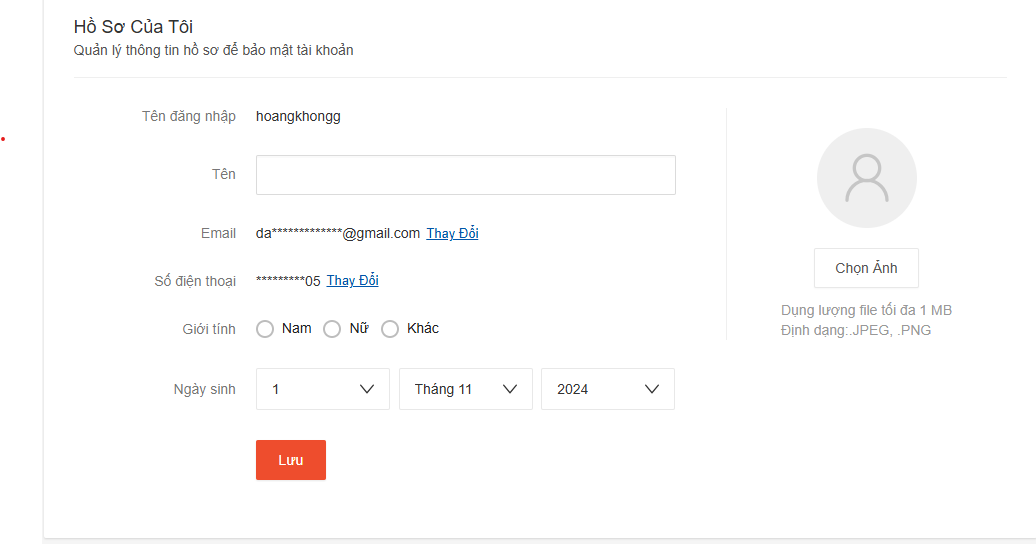 Hồ Sơ Của Tôi
Quản lý thông tin hồ sơ để bảo mật tài khoản
Tên đăng nhập hoangkhongg
Tên
Email da*************@gmail.com Thay Đổi
Số điện thoại *********05 Thay Đổi
Giới tính Nam Nữ Khác
Ngày sinh 1 Tháng 11 2024
Lưu
Chọn Ảnh
Dụng lượng file tối đa 1 MB
Định dạng:.JPEG, .PNG